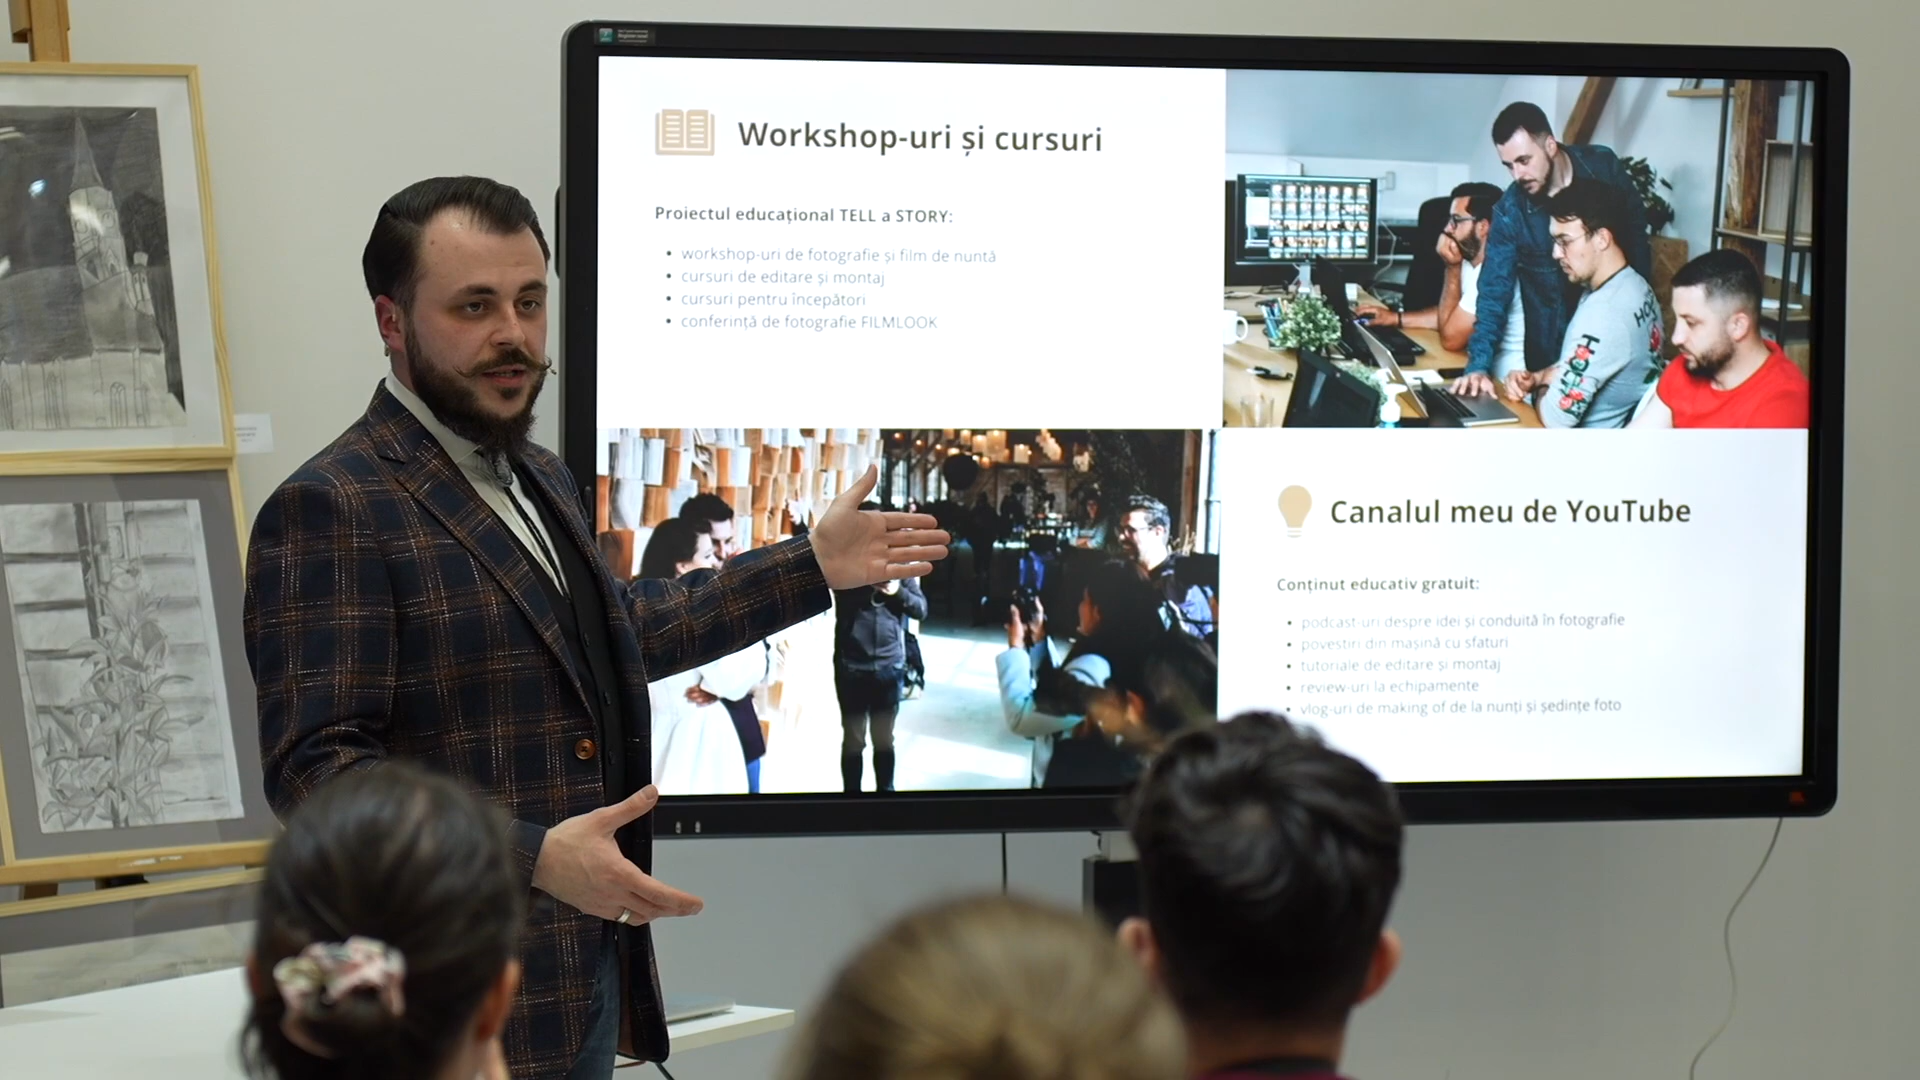 Workshop-uri și cursuri
Proiectul educațional TELL a STORY:
• workshop-uri de fotografie și film de nuntă
• cursuri de editare și montaj
• cursuri pentru începători
• conferință de fotografie FILMLOOK
Canalul meu de YouTube
Conținut educativ gratuit:
• podcast-uri despre idei și conduită în fotografie
• povestiri din mașină cu sfaturi
• tutoriale de editare și montaj
• review-uri la echipamente
• vlog-uri de making of de la nunți și ședințe foto